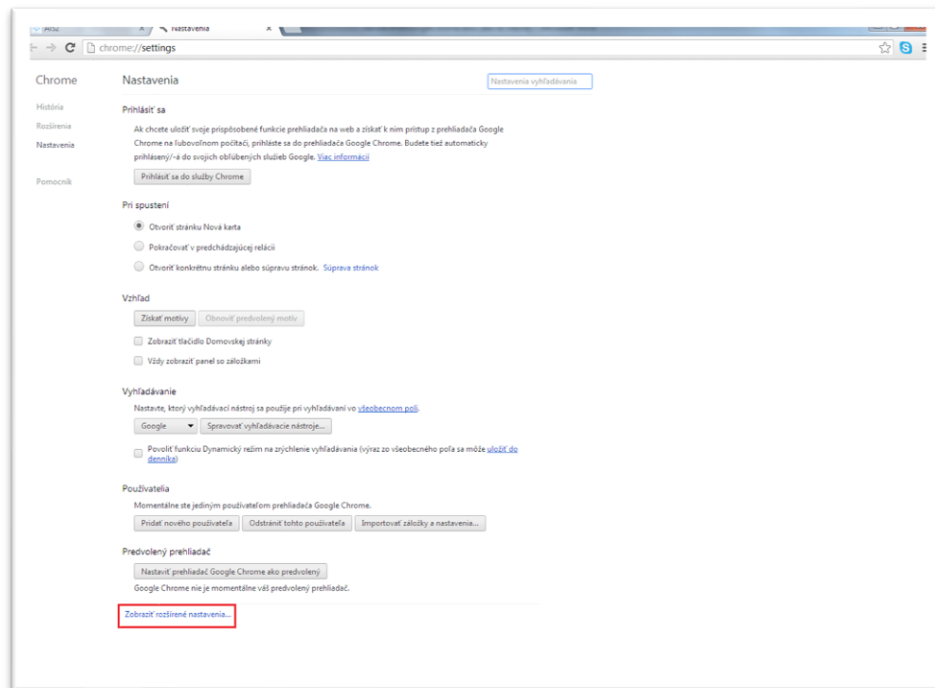 Nastavenia
chrome://settings
Chrome
Nastavenia
Nastavenia vyhľadávania
História
Rozšírenia
Nastavenia
Pomocník
Prihlásiť sa
Ak chcete uložiť svoje prispôsobené funkcie prehliadača na web a získať k nim prístup z prehliadača Google
Chrome na ľubovoľnom počítači, prihláste sa do prehliadača Google Chrome. Budete tiež automaticky
prihlásený/-á do svojich obľúbených služieb Google. Viac informácií
Prihlásiť sa do služby Chrome
Pri spustení
Otvoriť stránku Nová karta
Pokračovať v predchádzajúcej relácii
Otvoriť konkrétnu stránku alebo súpravu stránok. Súprava stránok
Vzhľad
Získať motívy Obnoviť predvolený motív
Zobraziť tlačidlo Domovskej stránky
Vždy zobraziť panel so záložkami
Vyhľadávanie
Nastavte, ktorý vyhľadávací nástroj sa použije pri vyhľadávaní vo všeobecnom poli.
Google Spravovať vyhľadávacie nástroje...
Povoliť funkciu Dynamický režim na zrýchlenie vyhľadávania (výraz zo všeobecného poľa sa môže uložiť do
denníka)
Používatelia
Momentálne ste jediným používateľom prehliadača Google Chrome.
Pridať nového používateľa Odstrániť tohto používateľa Importovať záložky a nastavenia...
Predvolený prehliadač
Nastaviť prehliadač Google Chrome ako predvolený
Google Chrome nie je momentálne váš predvolený prehliadač.
Zobraziť rozšírené nastavenia...